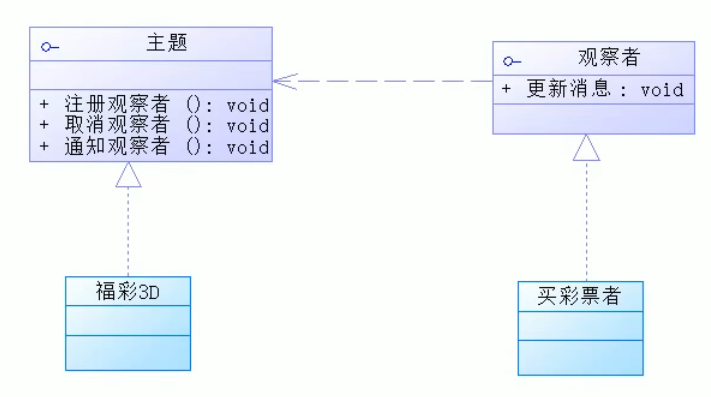 主题
+ 注册观察者 (): void
+ 取消观察者 (): void
+ 通知观察者 (): void
观察者
+ 更新消息 : void
福彩3D
买彩票者